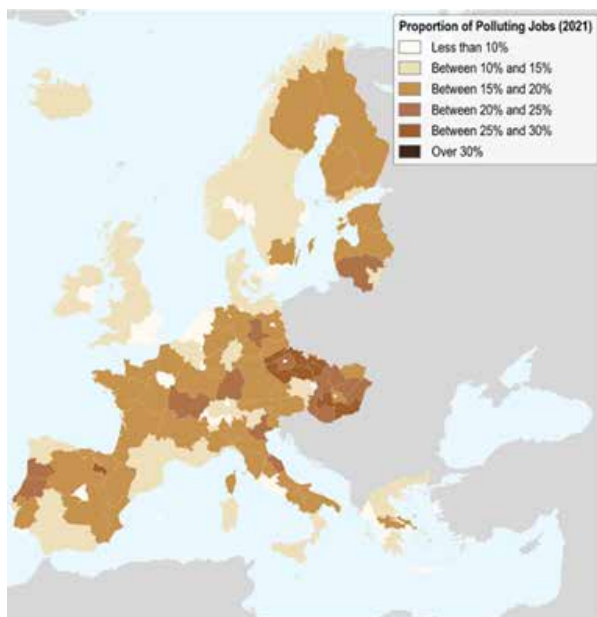 Proportion of Polluting Jobs (2021)
Less than 10%
Between 10% and 15%
Between 15% and 20%
Between 20% and 25%
Between 25% and 30%
Over 30%